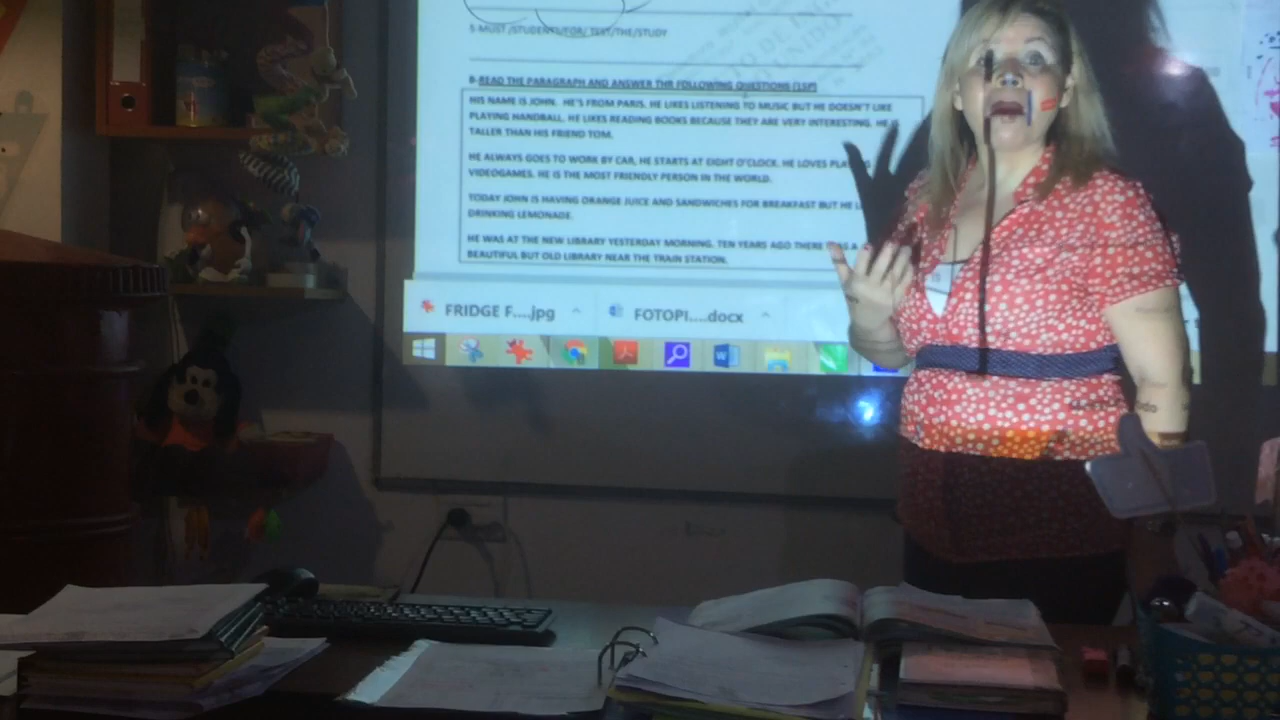 5-MUST /STUDENTS/FOR/ TEST/THE/STUDY
B-READ THE PARAGRAPH AND ANSWER THR FOLLOWING QUESTIONS (15P)
HIS NAME IS JOHN. HE'S FROM PARIS. HE LIKES LISTENING TO MUSIC BUT HE DOESN'T LIKE
PLAYING HANDBALL. HE LIKES READING BOOKS BECAUSE THEY ARE VERY INTERESTING. HE
TALLER THAN HIS FRIEND TOM.
HE ALWAYS GOES TO WORK BY CAR, HE STARTS AT EIGHT O'CLOCK. HE LOVES
VIDEOGAMES. HE IS THE MOST FRIENDLY PERSON IN THE WORLD.
TODAY JOHN IS HAVING ORANGE JUICE AND SANDWICHES FOR BREAKFAST BUT HE
DRINKING LEMONADE.
HE WAS AT THE NEW LIBRARY YESTERDAY MORNING. TEN YEARS AGO THERE
BEAUTIFUL BUT OLD LIBRARY NEAR THE TRAIN STATION.
FRIDGE F....jpg
FOTOPI....docx